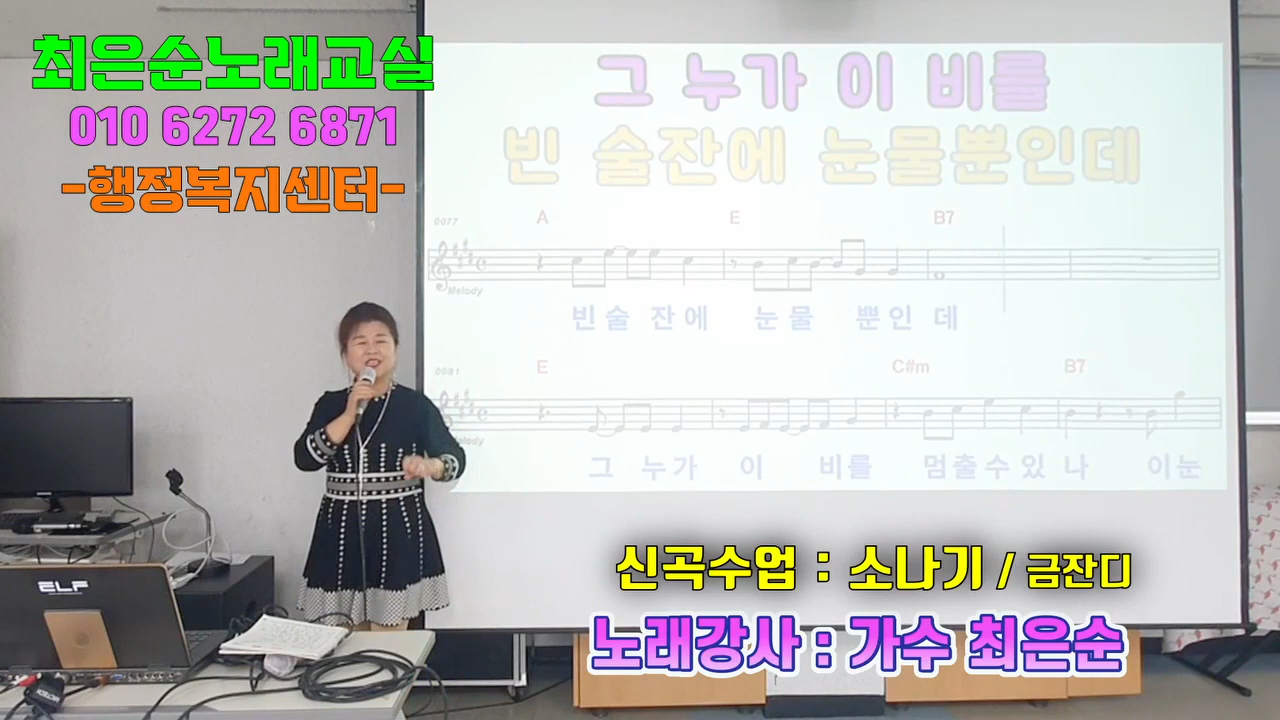 최은순노래교실
010 6272 6871
-행정복지센터-
그 누가 이 비를
빈 술잔에 눈물뿐인데
0077
A E B7
Melody
빈술 잔에 눈물 뿐인 데
0081
E C#m B7
Melody
그 누가 이 비를 멈출수있 나 이눈
ELF
신곡수업 : 소나기 / 금잔디
노래강사 : 가수 최은순